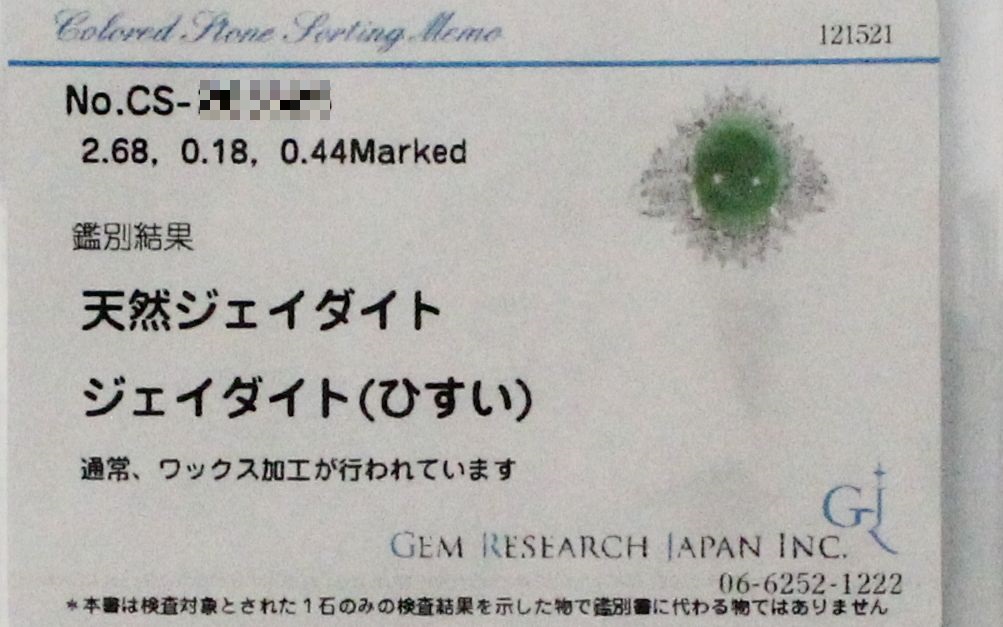 Colored Stone Sorting Memo
121521
No.CS-
2.68, 0.18, 0.44Marked
鑑別結果
天然ジェイダイト
ジェイダイト(ひすい)
通常、ワックス加工が行われています
GJ
GEM RESEARCH JAPAN INC.
06-6252-1222
*本書は検査対象とされた1石のみの検査結果を示した物で鑑別書に代わる物ではありません